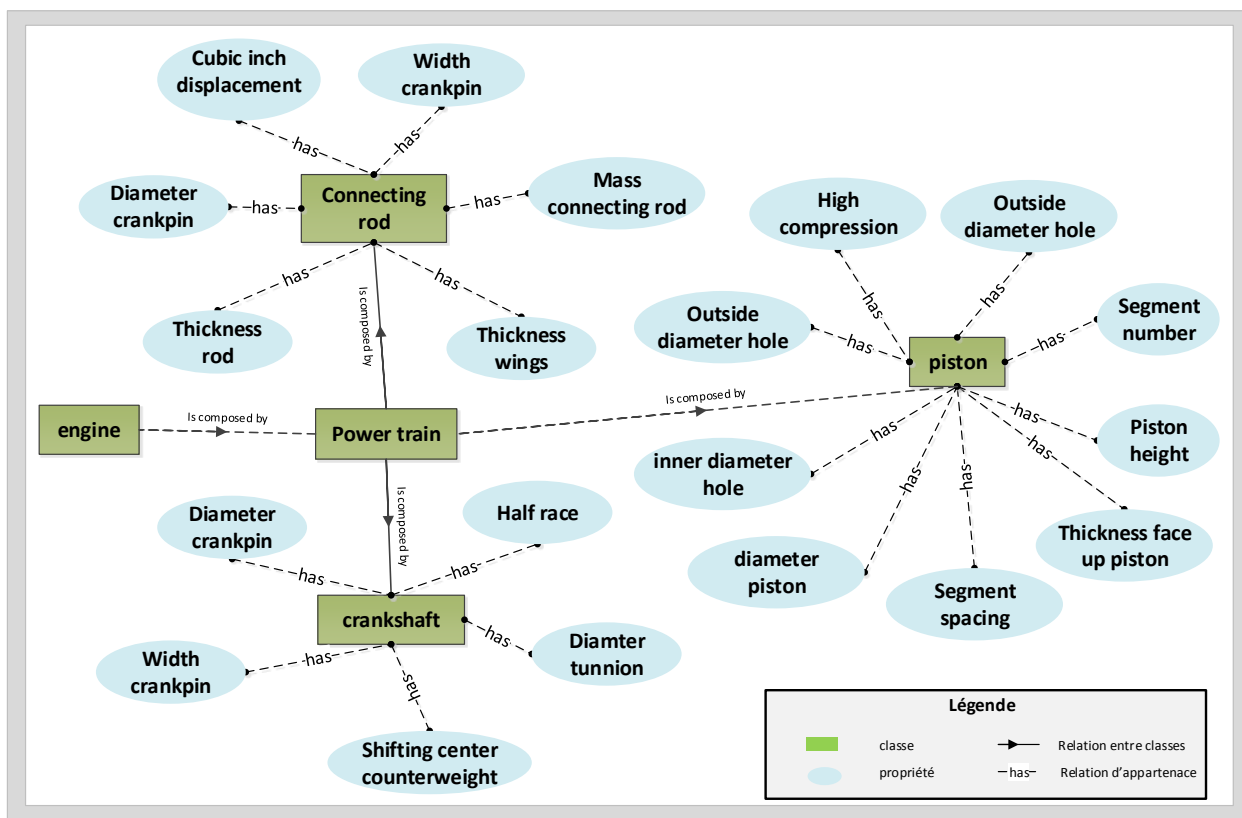 Cubic inch
displacement
Width
crankpin
has
has
Diameter
crankpin
has
Connecting
rod
has
Mass
connecting rod
has
has
Thickness
rod
Thickness
wings
Is composed by
High
compression
Outside
diameter hole
has
has
Outside
diameter hole
has
piston
has
Segment
number
engine
Is composed by
Power train
Is composed by
has
has
has
has
has
Piston
height
inner diameter
hole
diameter
piston
Segment
spacing
Thickness face
up piston
Is composed by
Diameter
crankpin
Half race
has
has
crankshaft
has
Diamter
tunnion
Width
crankpin
has
has
Shifting center
counterweight
Légende
classe
Relation entre classes
propriété
has
Relation d'appartenace